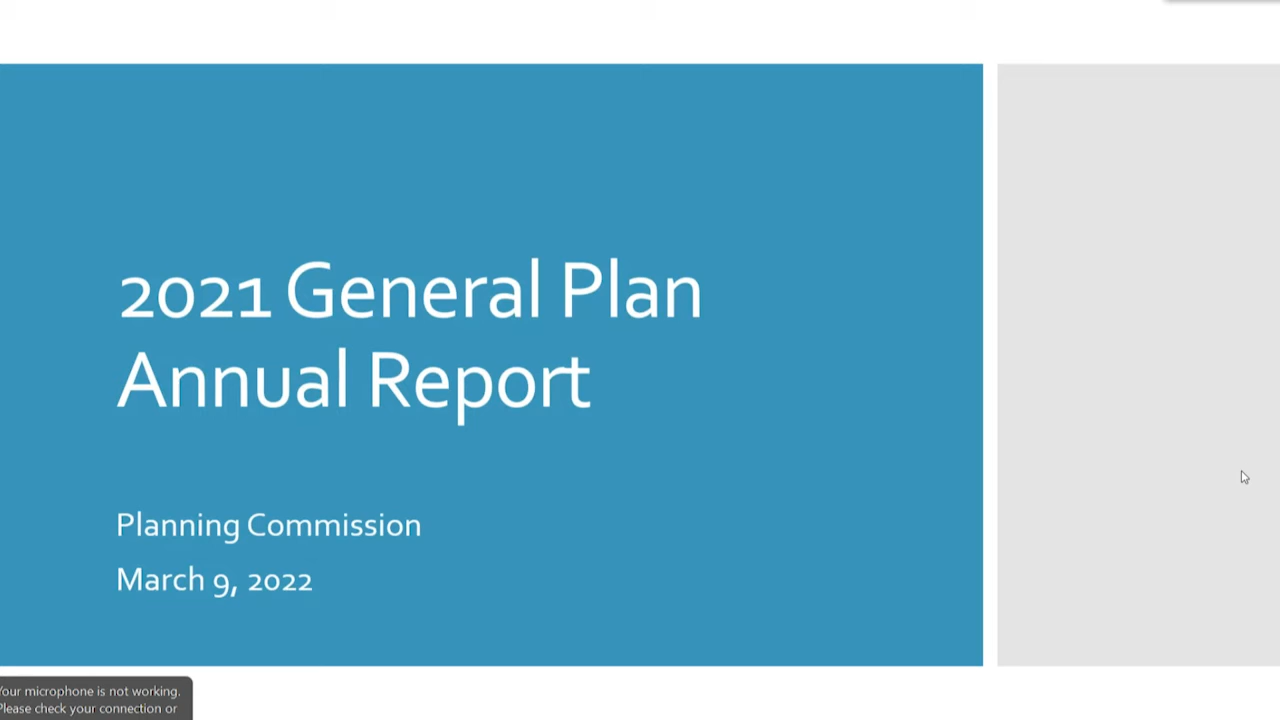 2021 General Plan
Annual Report
Planning Commission
March 9, 2022
Your microphone is not working.
Please check your connection or